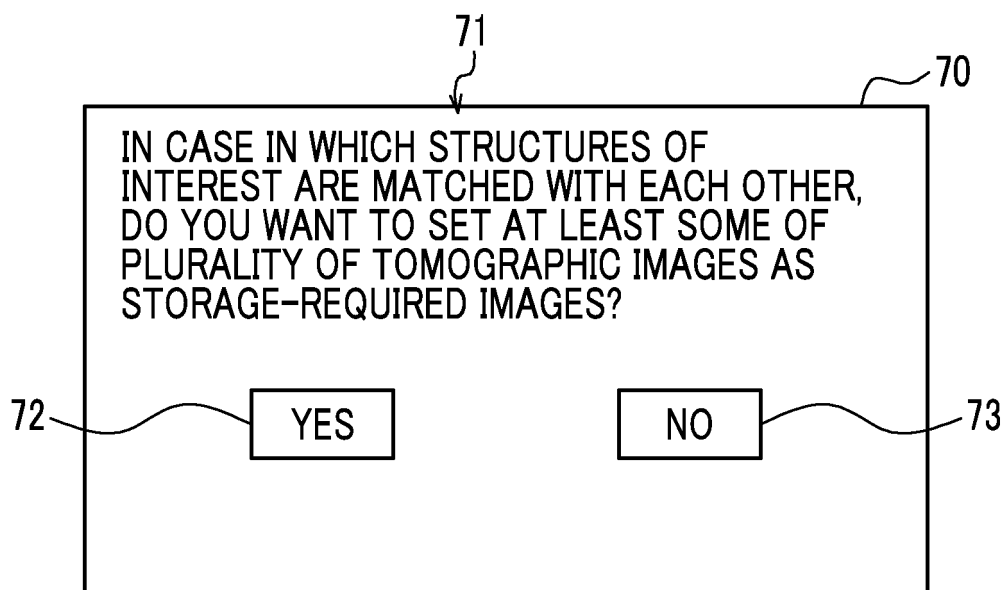 71
70
IN CASE IN WHICH STRUCTURES OF
INTEREST ARE MATCHED WITH EACH OTHER,
DO YOU WANT TO SET AT LEAST SOME OF
PLURALITY OF TOMOGRAPHIC IMAGES AS
STORAGE-REQUIRED IMAGES?
72
YES
NO
73